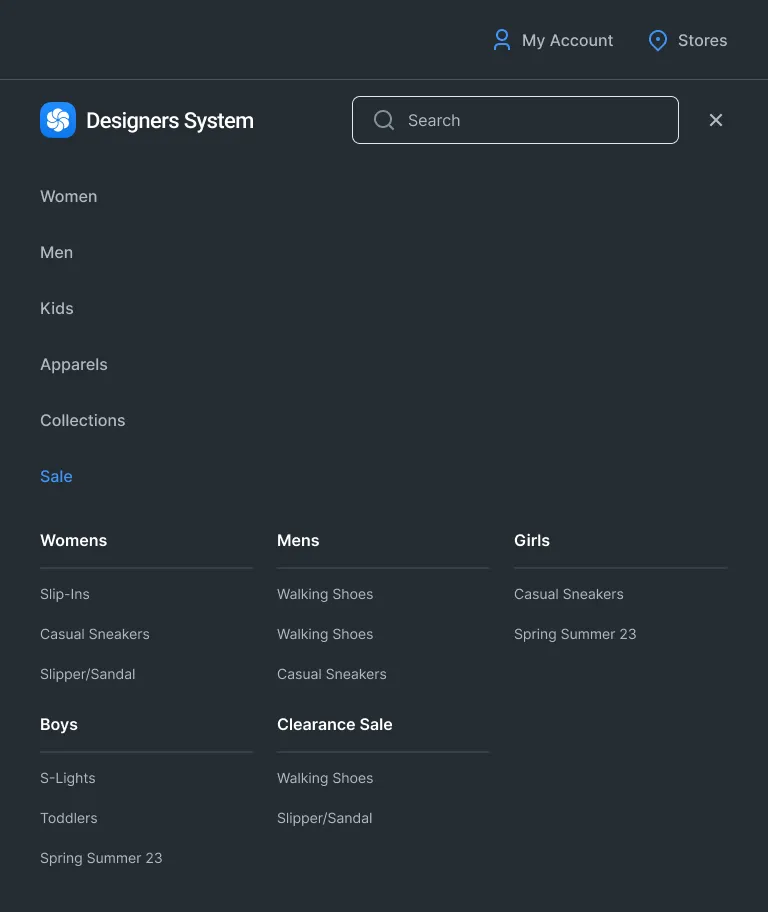 My Account
Stores
Designers System
Search
Women
Men
Kids
Apparels
Collections
Sale
Womens
Slip-Ins
Casual Sneakers
Slipper/Sandal
Mens
Walking Shoes
Walking Shoes
Casual Sneakers
Girls
Casual Sneakers
Spring Summer 23
Boys
S-Lights
Toddlers
Spring Summer 23
Clearance Sale
Walking Shoes
Slipper/Sandal